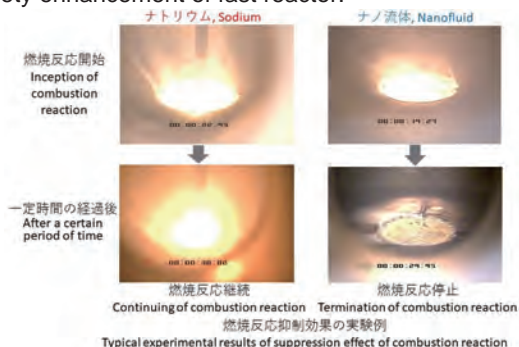 ety enhancement of fast reactor.
ナトリウム, Sodium
ナノ流体, Nanofluid
燃焼反応開始
Inception of
combustion
reaction
一定時間の経過後
After a certain
period of time
燃焼反応継続
Continuing of combustion reaction
燃焼反応停止
Termination of combustion reaction
燃焼反応抑制効果の実験例
Typical experimental results of suppression effect of combustion reaction